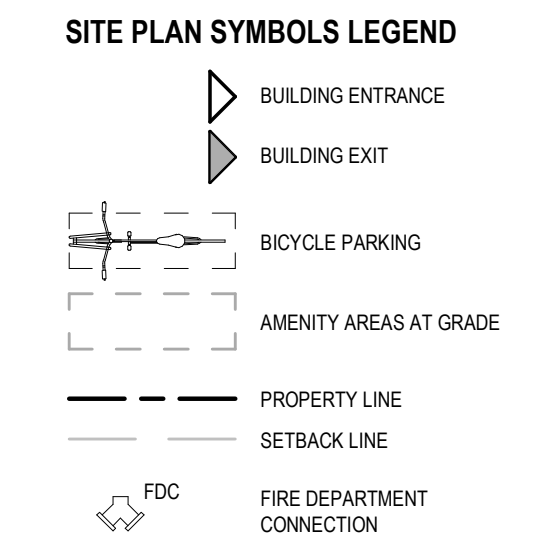 SITE PLAN SYMBOLS LEGEND
BUILDING ENTRANCE
BUILDING EXIT
BICYCLE PARKING
AMENITY AREAS AT GRADE
PROPERTY LINE
SETBACK LINE
FDC
FIRE DEPARTMENT
CONNECTION